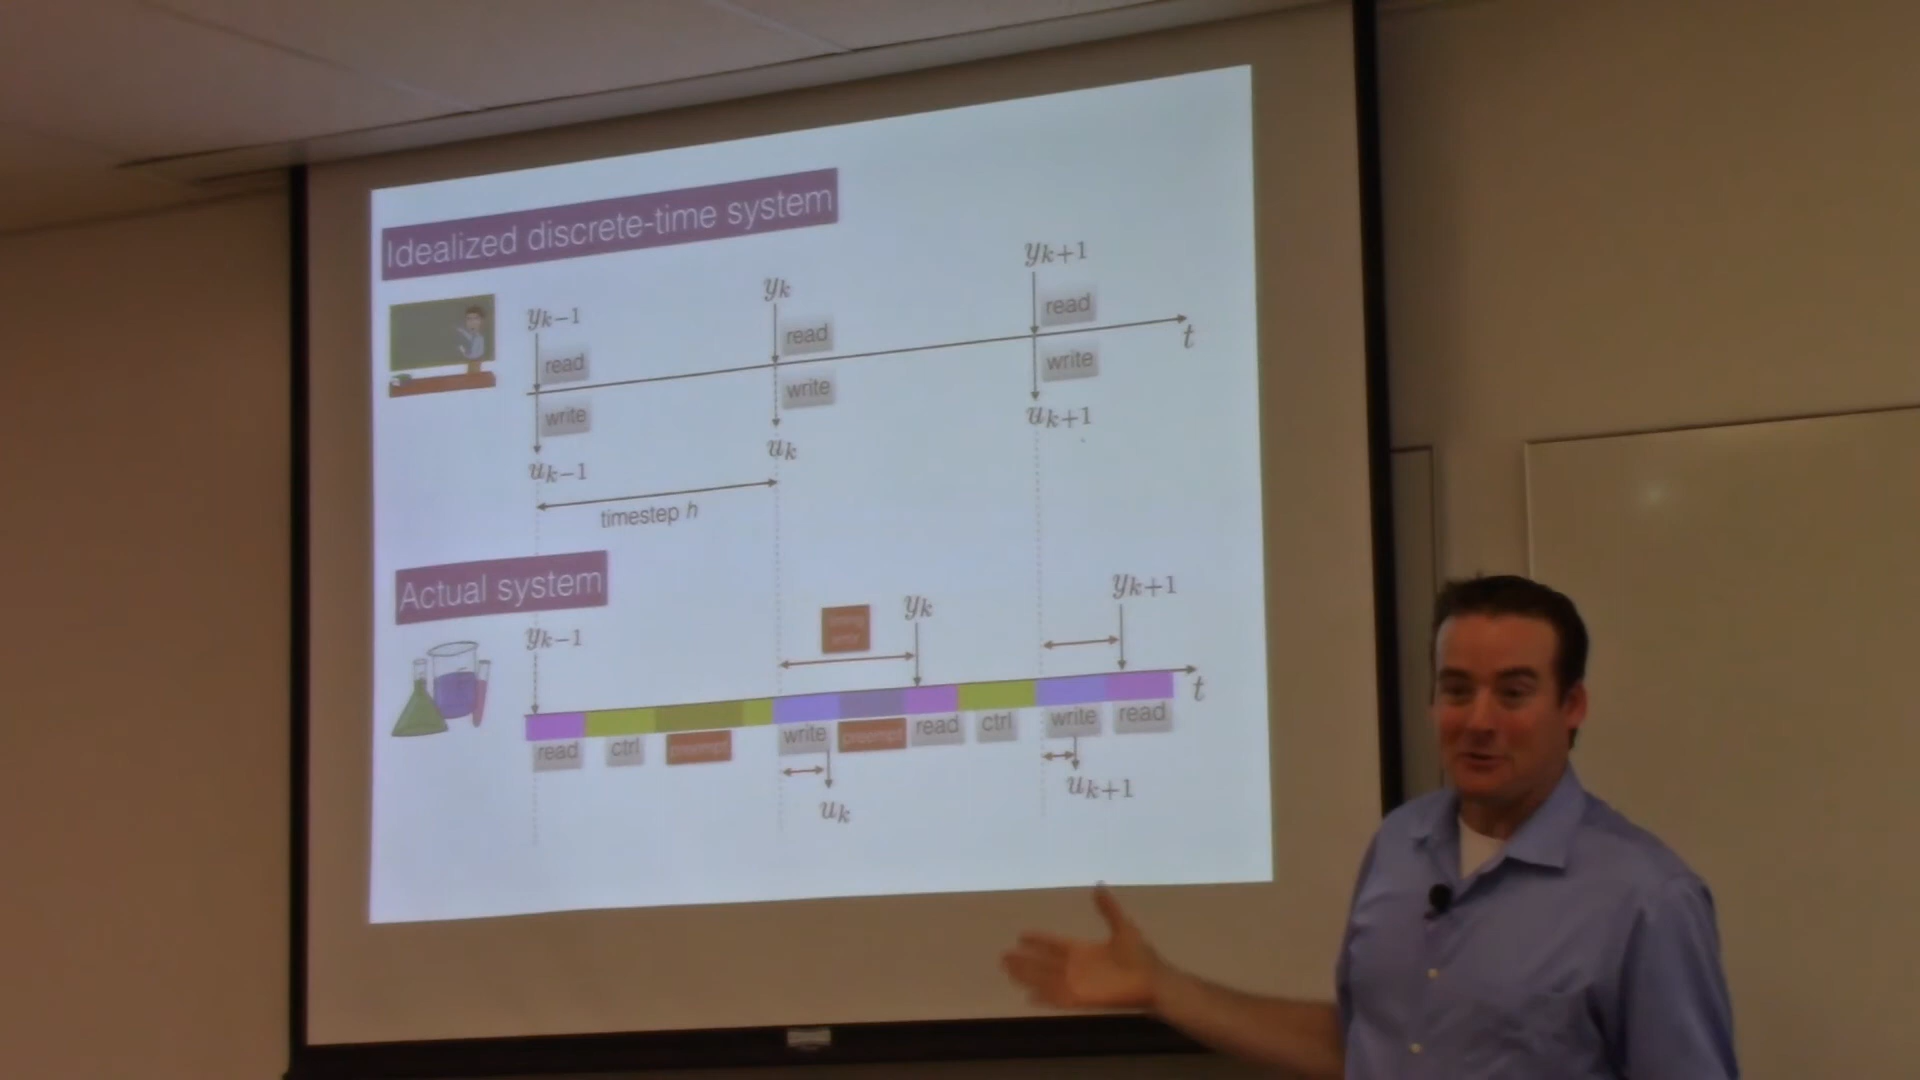 Idealized discrete-time system
y_{k-1}
y_k
y_{k+1}
read
read
read
t
write
write
write
u_{k-1}
u_k
u_{k+1}
timestep h
Actual system
y_{k-1}
y_k
y_{k+1}
t
read
ctrl
preempt
write
preempt
read
ctrl
write
read
u_k
u_{k+1}